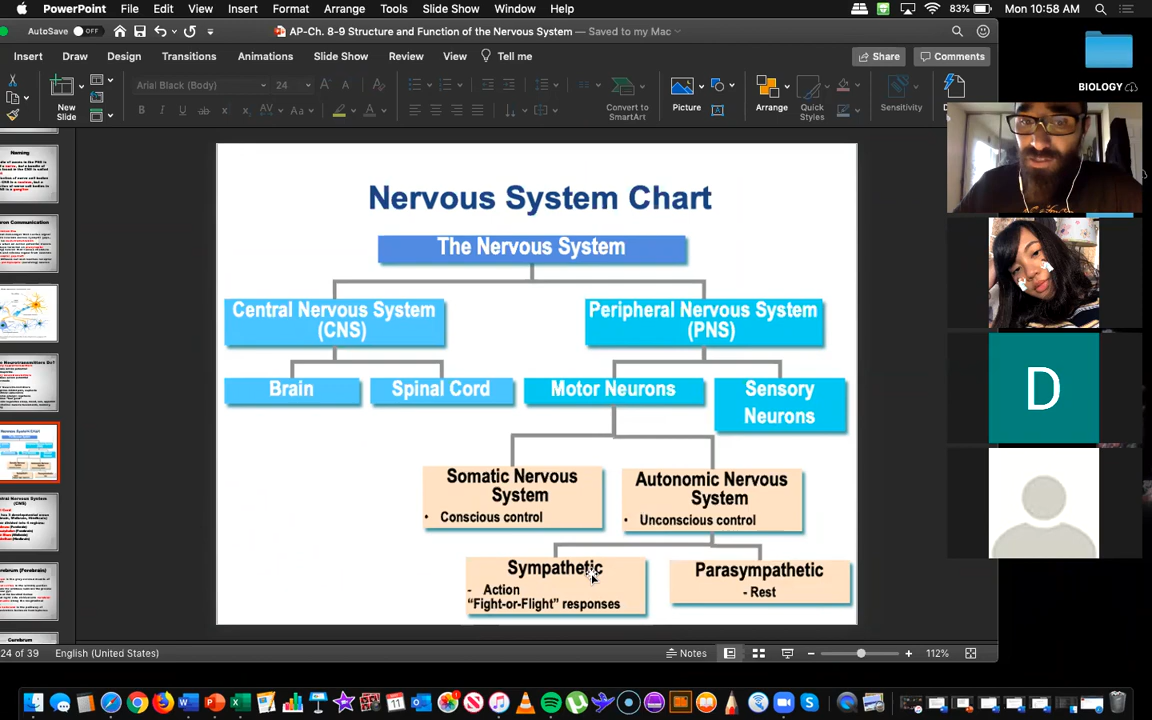 PowerPoint File Edit View Insert Format Arrange Tools Slide Show Window Help 83% Mon 10:58 AM
AutoSave OFF AP-Ch. 8-9 Structure and Function of the Nervous System — Saved to my Mac
Insert Draw Design Transitions Animations Slide Show Review View Tell me Share Comments
Arial Black (Body) 24
New
Slide
Convert to
SmartArt
Picture
Arrange
Quick
Styles
Sensitivity
BIOLOGY
Naming
Nervous System Chart
The Nervous System
Central Nervous System
(CNS)
Peripheral Nervous System
(PNS)
Brain
Spinal Cord
Motor Neurons
Sensory
Neurons
Somatic Nervous
System
• Conscious control
Autonomic Nervous
System
• Unconscious control
Sympathetic
- Action
“Fight-or-Flight” responses
Parasympathetic
- Rest
D
Cerebrum
24 of 39 English (United States) Notes 112%